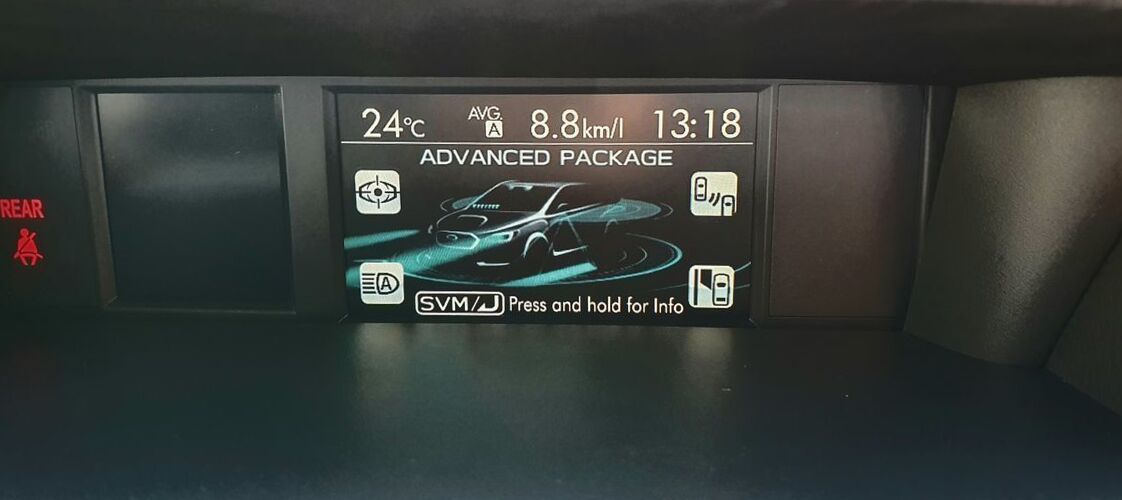 24°C AVG. A 8.8km/l 13:18
ADVANCED PACKAGE
REAR
A
SVM/ Press and hold for Info